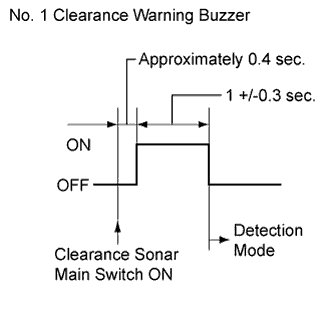 No. 1 Clearance Warning Buzzer
Approximately 0.4 sec.
1 +/-0.3 sec.
ON
OFF
Detection
Mode
Clearance Sonar
Main Switch ON